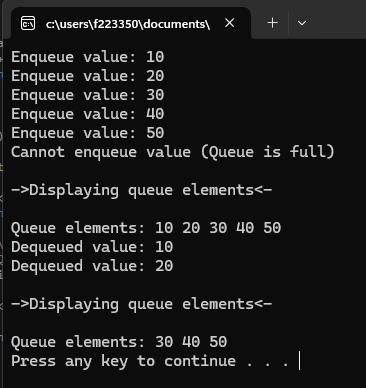 c:\users\f223350\documents\
Enqueue value: 10
Enqueue value: 20
Enqueue value: 30
Enqueue value: 40
Enqueue value: 50
Cannot enqueue value (Queue is full)
->Displaying queue elements<-
Queue elements: 10 20 30 40 50
Dequeued value: 10
Dequeued value: 20
->Displaying queue elements<-
Queue elements: 30 40 50
Press any key to continue . . .